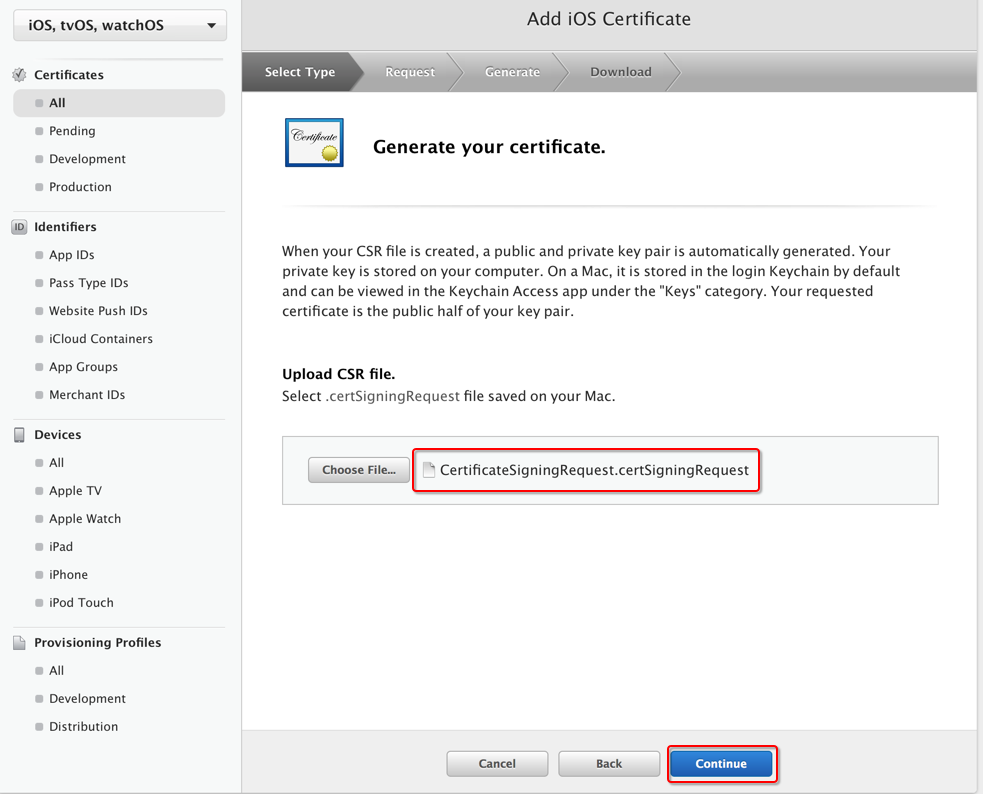 iOS, tvOS, watchOS
Certificates
All
Pending
Development
Production
ID Identifiers
App IDs
Pass Type IDs
Website Push IDs
iCloud Containers
App Groups
Merchant IDs
Devices
All
Apple TV
Apple Watch
iPad
iPhone
iPod Touch
Provisioning Profiles
All
Development
Distribution
Add iOS Certificate
Select Type Request Generate Download
Certificate
Generate your certificate.
When your CSR file is created, a public and private key pair is automatically generated. Your
private key is stored on your computer. On a Mac, it is stored in the login Keychain by default
and can be viewed in the Keychain Access app under the "Keys" category. Your requested
certificate is the public half of your key pair.
Upload CSR file.
Select .certSigningRequest file saved on your Mac.
Choose File... CertificateSigningRequest.certSigningRequest
Cancel Back Continue